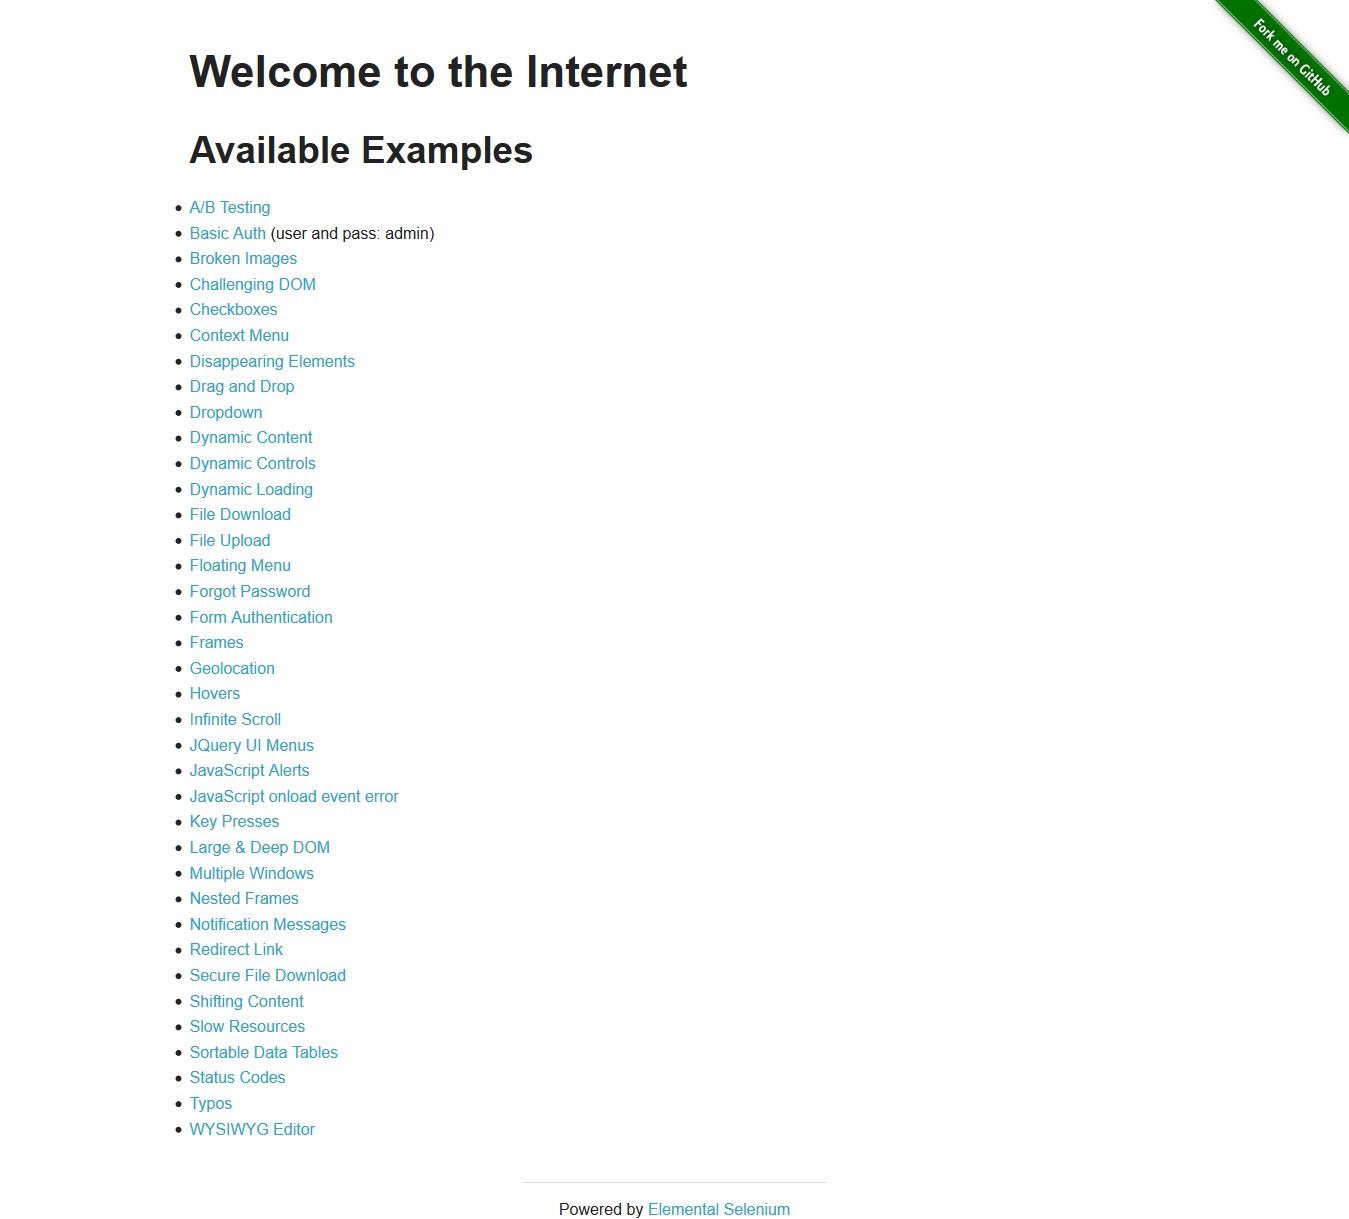 Fork me on GitHub
Welcome to the Internet
Available Examples
A/B Testing
Basic Auth (user and pass: admin)
Broken Images
Challenging DOM
Checkboxes
Context Menu
Disappearing Elements
Drag and Drop
Dropdown
Dynamic Content
Dynamic Controls
Dynamic Loading
File Download
File Upload
Floating Menu
Forgot Password
Form Authentication
Frames
Geolocation
Hovers
Infinite Scroll
JQuery UI Menus
JavaScript Alerts
JavaScript onload event error
Key Presses
Large & Deep DOM
Multiple Windows
Nested Frames
Notification Messages
Redirect Link
Secure File Download
Shifting Content
Slow Resources
Sortable Data Tables
Status Codes
Typos
WYSIWYG Editor
Powered by Elemental Selenium